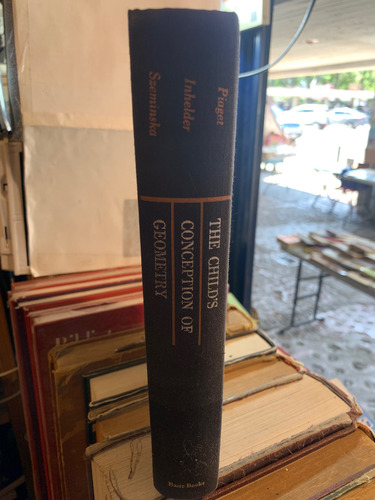 Piaget
Inhelder
Szeminska
THE CHILD'S
CONCEPTION OF
GEOMETRY
Basic Books